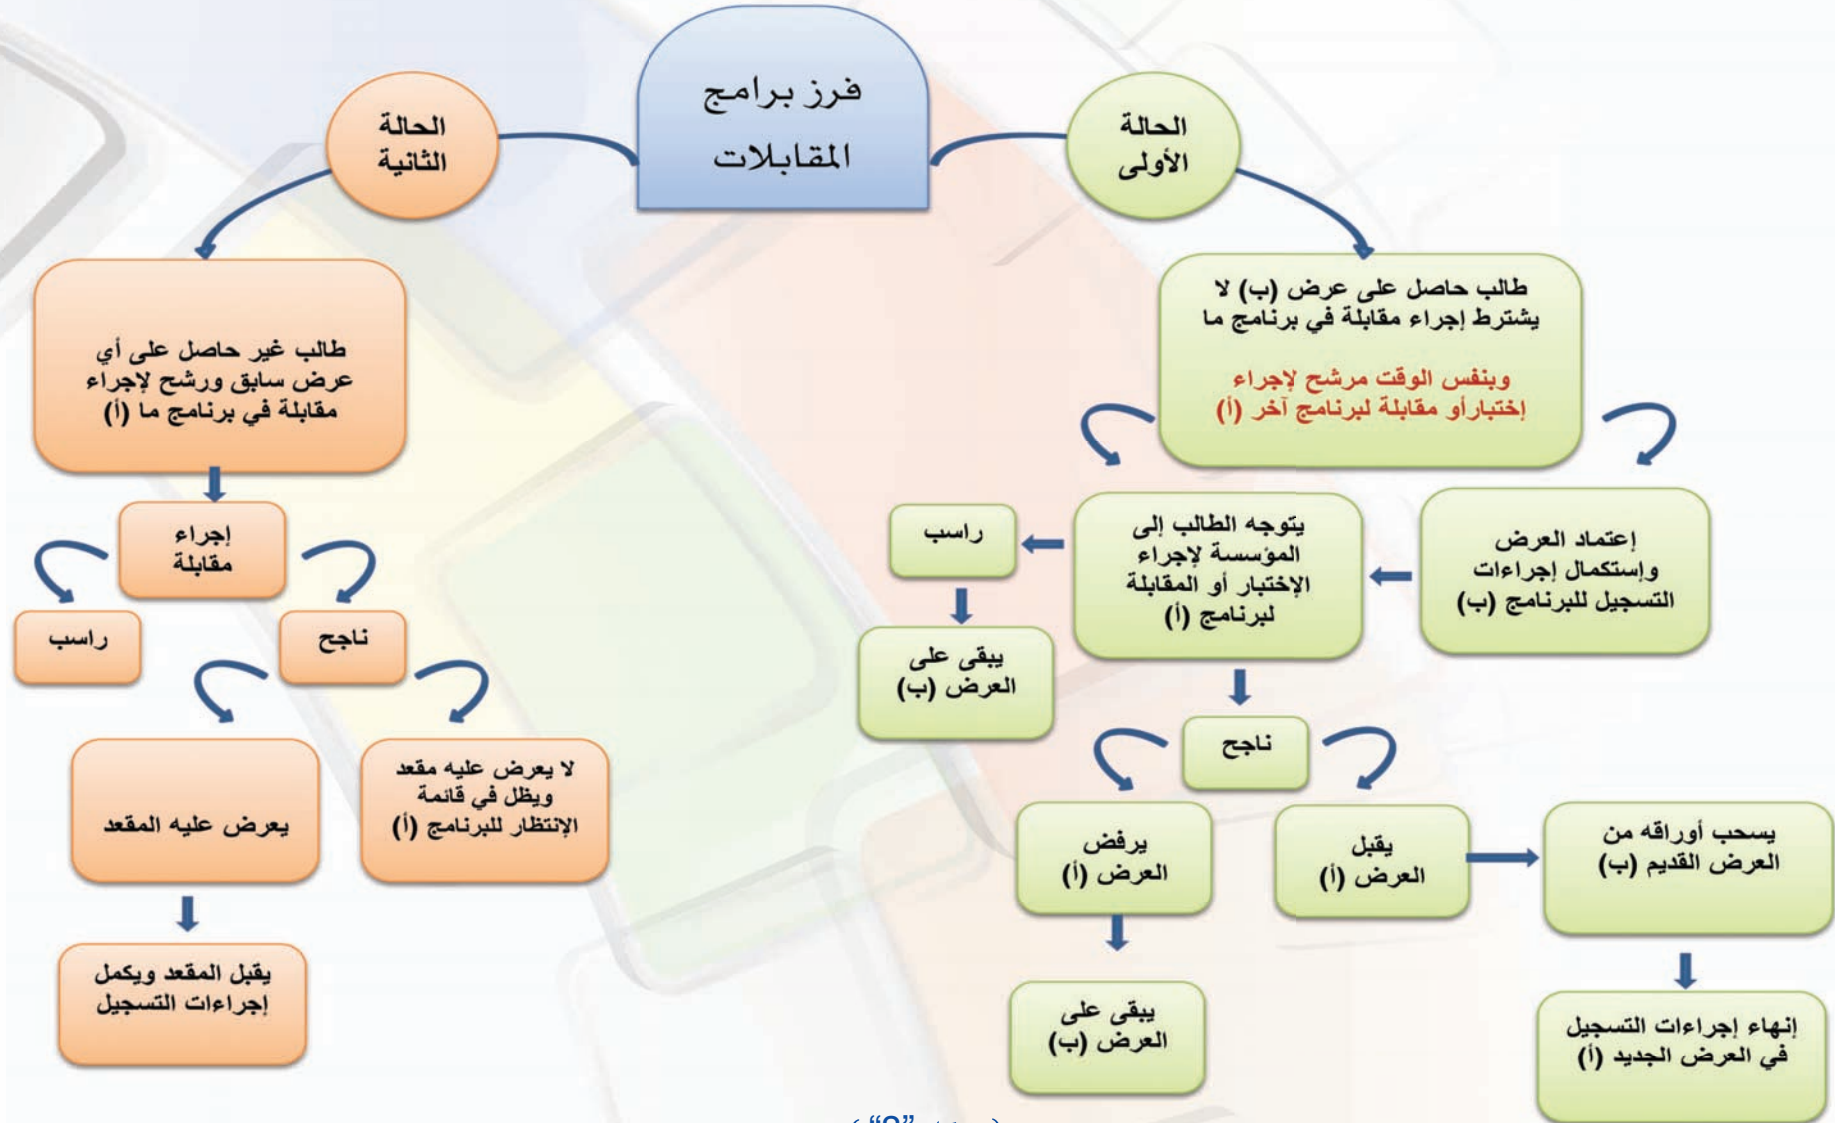 فرز برامج
المقابلات
الحالة
الأولى
طالب حاصل على عرض (ب) لا
يشترط إجراء مقابلة في برنامج ما
وبنفس الوقت مرشح لإجراء
إختبارأو مقابلة لبرنامج آخر (أ)
إعتماد العرض
وإستكمال إجراءات
التسجيل للبرنامج (ب)
يتوجه الطالب إلى
المؤسسة لإجراء
الإختبار أو المقابلة
لبرنامج (أ)
راسب
يبقى على
العرض (ب)
ناجح
يقبل
العرض (أ)
يسحب أوراقه من
العرض القديم (ب)
إنهاء إجراءات التسجيل
في العرض الجديد (أ)
يرفض
العرض (أ)
يبقى على
العرض (ب)
الحالة
الثانية
طالب غير حاصل على أي
عرض سابق ورشح لإجراء
مقابلة في برنامج ما (أ)
إجراء
مقابلة
ناجح
راسب
لا يعرض عليه مقعد
ويظل في قائمة
الإنتظار للبرنامج (أ)
يعرض عليه المقعد
يقبل المقعد ويكمل
إجراءات التسجيل